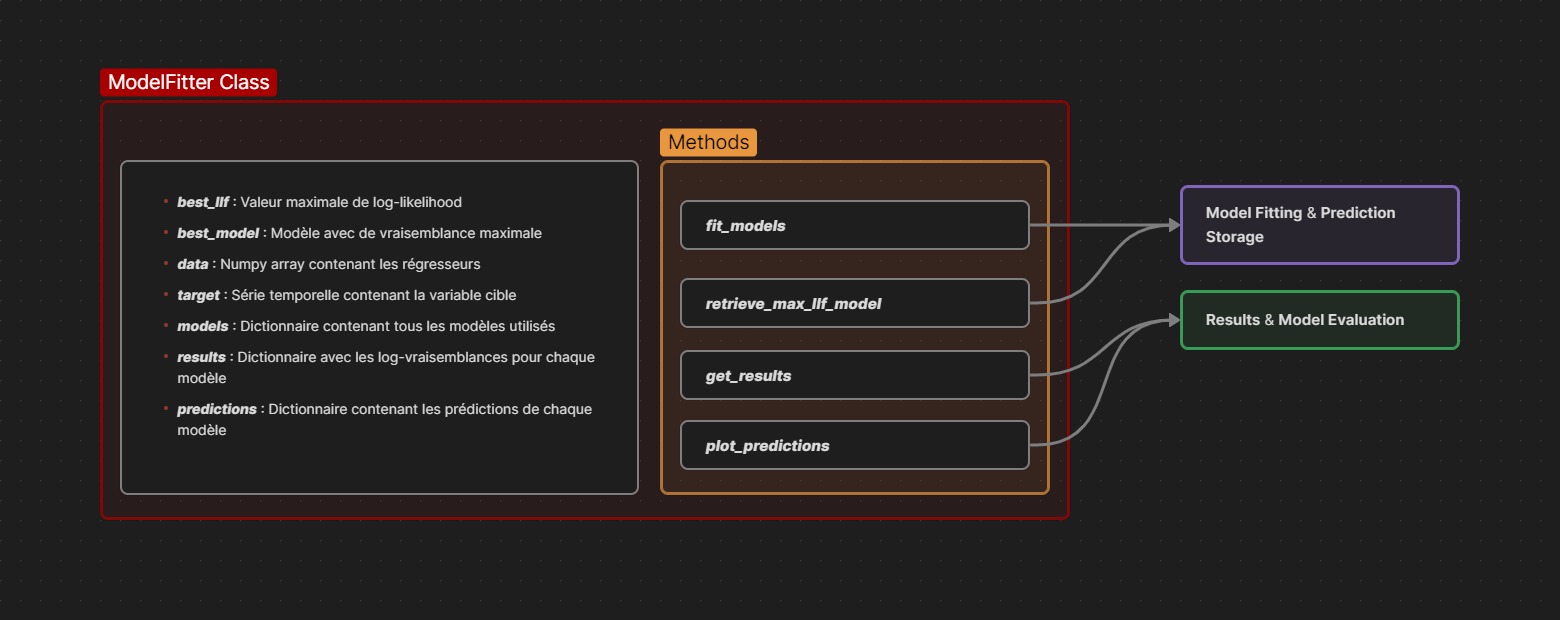 ModelFitter Class
best_llf : Valeur maximale de log-likelihood
best_model : Modèle avec de vraisemblance maximale
data : Numpy array contenant les régresseurs
target : Série temporelle contenant la variable cible
models : Dictionnaire contenant tous les modèles utilisés
results : Dictionnaire avec les log-vraisemblances pour chaque
modèle
predictions : Dictionnaire contenant les prédictions de chaque
modèle
Methods
fit_models
retrieve_max_llf_model
get_results
plot_predictions
Model Fitting & Prediction
Storage
Results & Model Evaluation